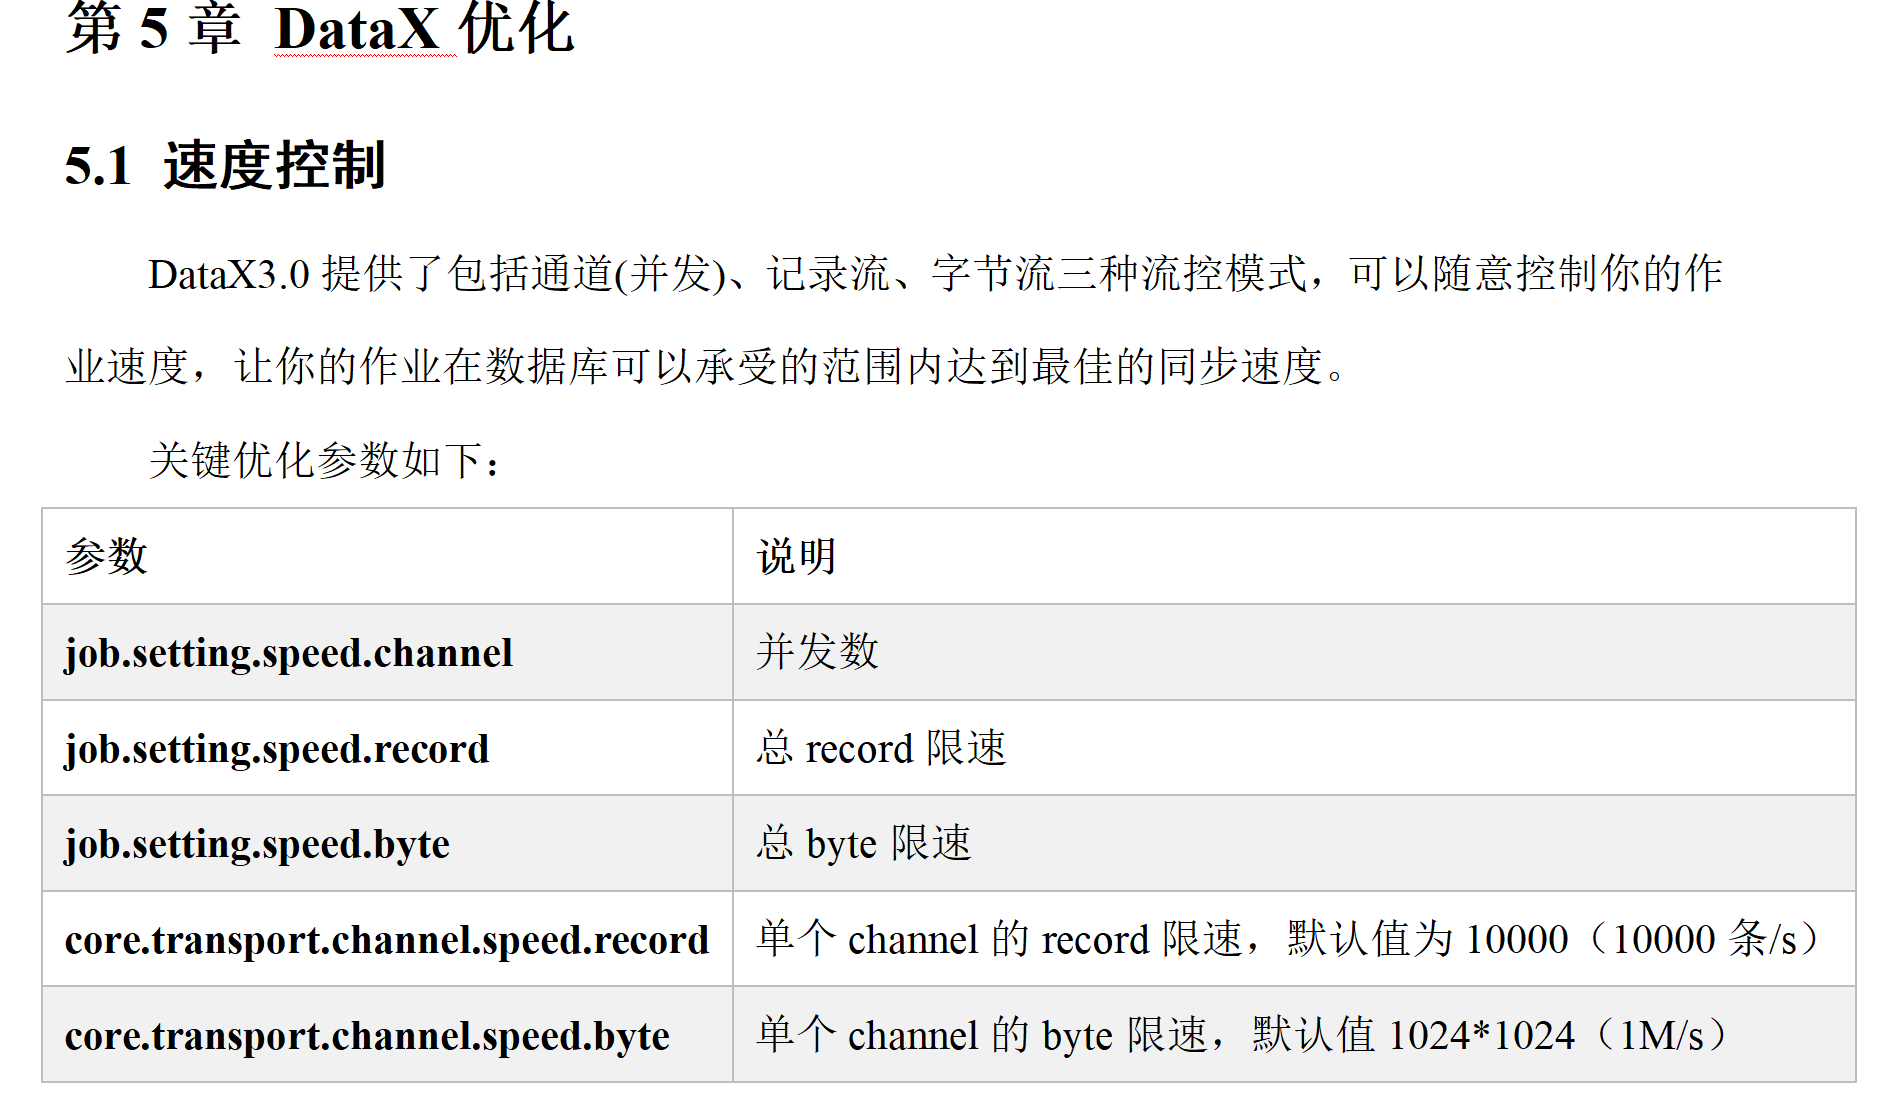 第 5 章 DataX 优化
5.1 速度控制
DataX3.0 提供了包括通道(并发)、记录流、字节流三种流控模式，可以随意控制你的作
业速度，让你的作业在数据库可以承受的范围内达到最佳的同步速度。
关键优化参数如下：
参数 说明
job.setting.speed.channel 并发数
job.setting.speed.record 总 record 限速
job.setting.speed.byte 总 byte 限速
core.transport.channel.speed.record 单个 channel 的 record 限速，默认值为 10000（10000 条/s）
core.transport.channel.speed.byte 单个 channel 的 byte 限速，默认值 1024*1024（1M/s）